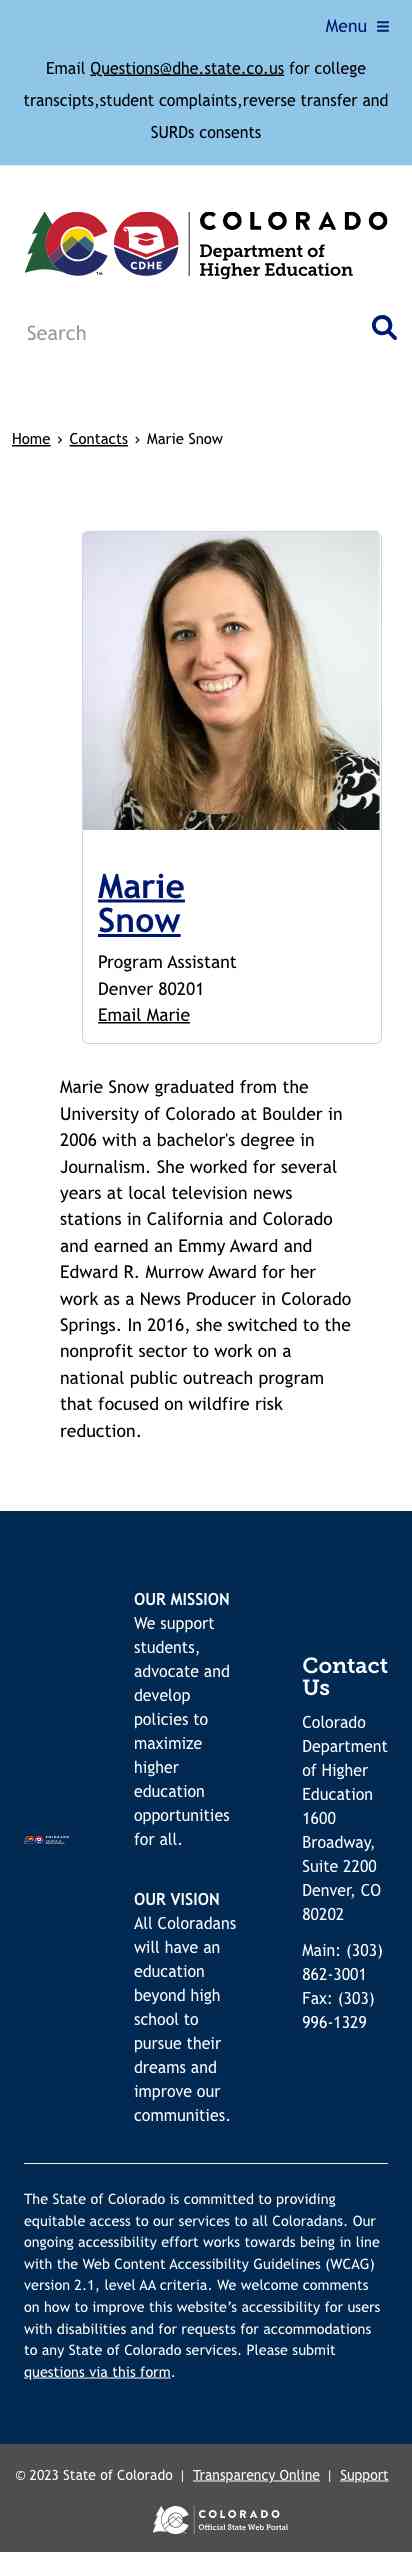 Menu
Email Questions@dhe.state.co.us for college
transcipts,student complaints,reverse transfer and
SURDs consents
CDHE
TM
COLORADO
Department of
Higher Education
Search
Home › Contacts › Marie Snow
Marie
Snow
Program Assistant
Denver 80201
Email Marie
Marie Snow graduated from the
University of Colorado at Boulder in
2006 with a bachelor's degree in
Journalism. She worked for several
years at local television news
stations in California and Colorado
and earned an Emmy Award and
Edward R. Murrow Award for her
work as a News Producer in Colorado
Springs. In 2016, she switched to the
nonprofit sector to work on a
national public outreach program
that focused on wildfire risk
reduction.
OUR MISSION
We support
students,
advocate and
develop
policies to
maximize
higher
education
opportunities
for all.
OUR VISION
All Coloradans
will have an
education
beyond high
school to
pursue their
dreams and
improve our
communities.
Contact
Us
Colorado
Department
of Higher
Education
1600
Broadway,
Suite 2200
Denver, CO
80202
Main: (303)
862-3001
Fax: (303)
996-1329
The State of Colorado is committed to providing
equitable access to our services to all Coloradans. Our
ongoing accessibility effort works towards being in line
with the Web Content Accessibility Guidelines (WCAG)
version 2.1, level AA criteria. We welcome comments
on how to improve this website’s accessibility for users
with disabilities and for requests for accommodations
to any State of Colorado services. Please submit
questions via this form.
© 2023 State of Colorado | Transparency Online | Support
COLORADO
Official State Web Portal